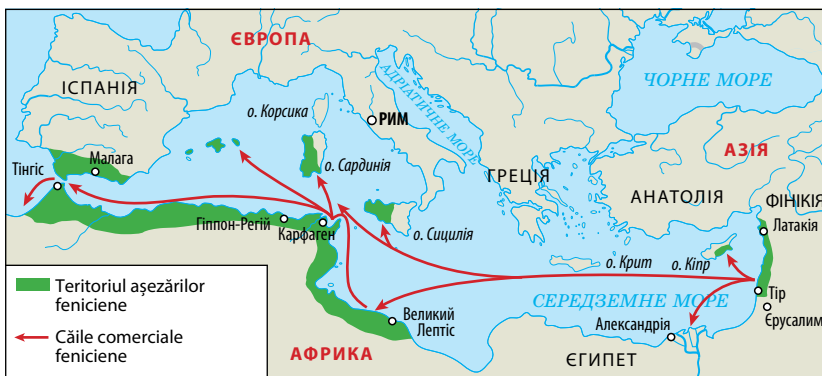 ЄВРОПА
ІСПАНІЯ
АДРІАТИЧНЕ МОРЕ
ЧОРНЕ МОРЕ
о. Корсика
РИМ
Малага
Тінгіс
о. Сардинія
АЗІЯ
ГРЕЦІЯ
АНАТОЛІЯ
ФІНІКІЯ
Гіппон-Регій
Карфаген
о. Сицилія
Латакія
о. Крит
о. Кіпр
Teritoriul așezărilor
feniciene
СЕРЕДЗЕМНЕ МОРЕ
Тір
Великий
Лептіс
Александрія
Єрусалим
Căile comerciale
feniciene
АФРИКА
ЄГИПЕТ